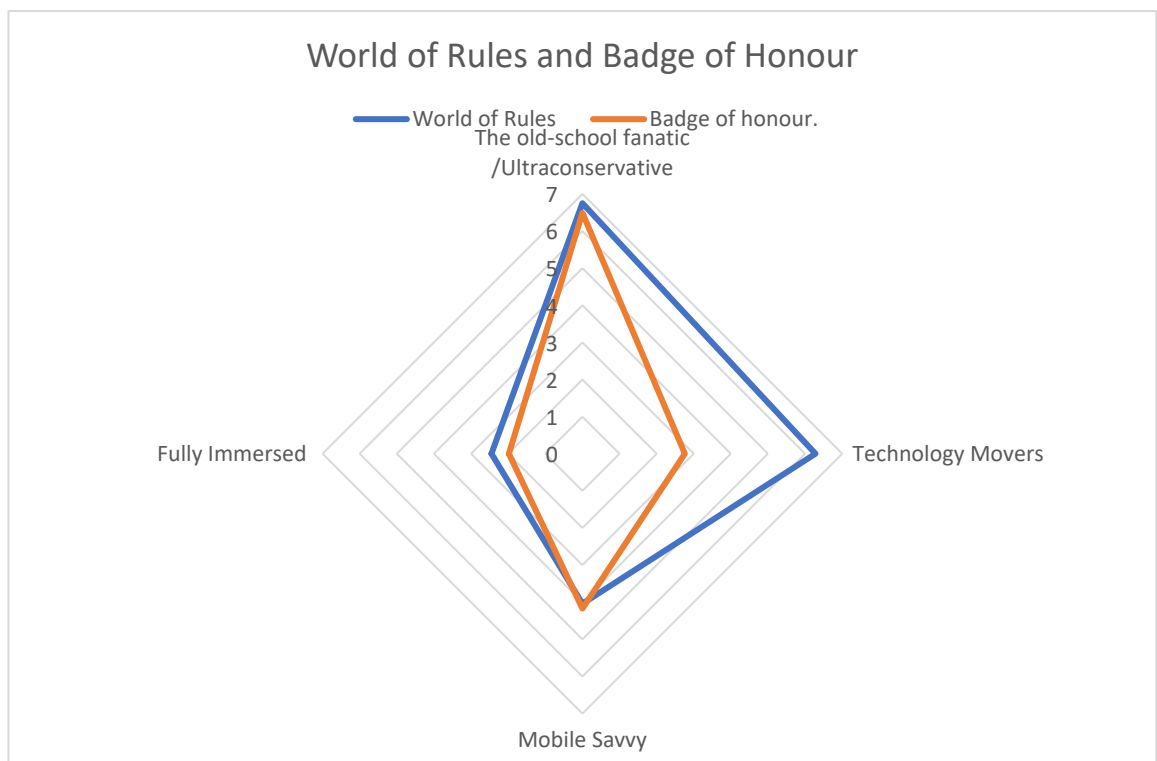 World of Rules and Badge of Honour
World of Rules
Badge of honour.
The old-school fanatic
/Ultraconservative
7
6
5
4
3
2
1
0
Fully Immersed
Technology Movers
Mobile Savvy